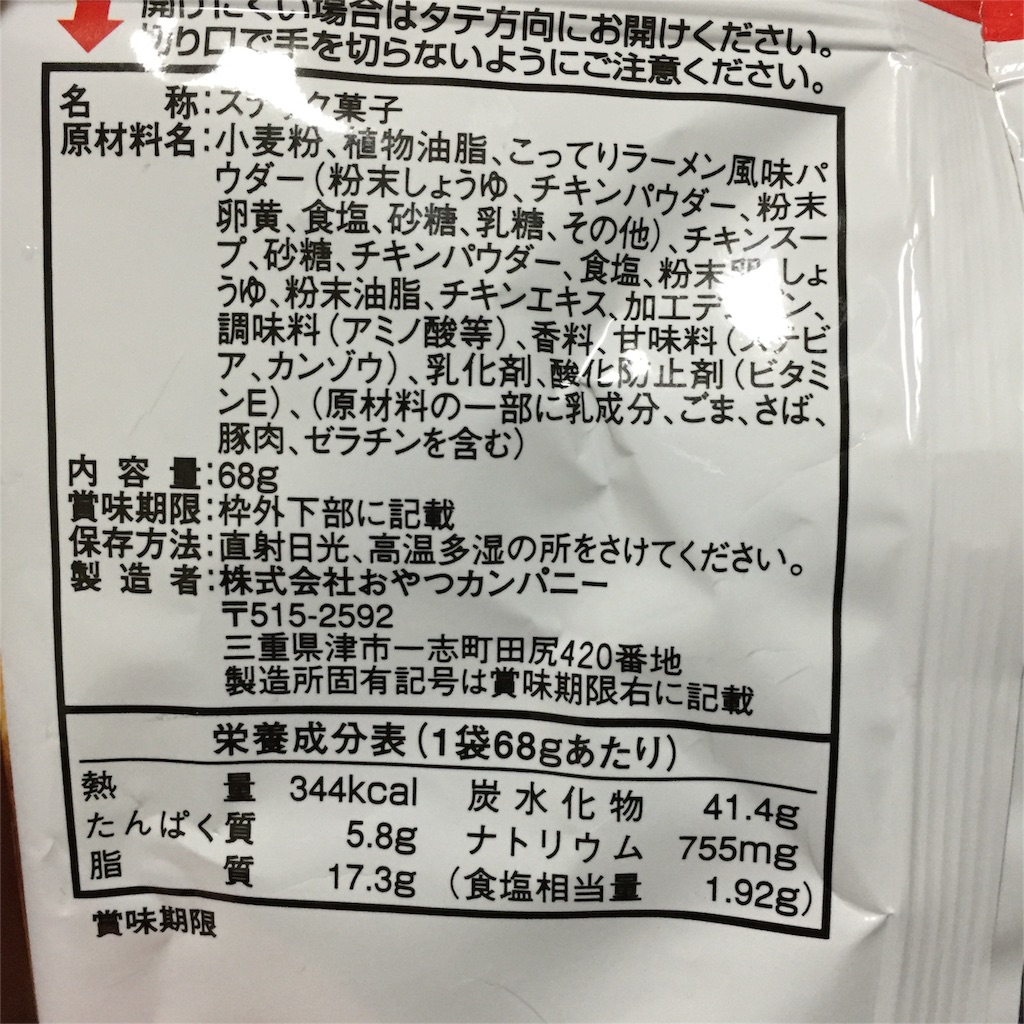 開けにくい場合はタテ方向にお開けください。
切り口で手を切らないようにご注意ください。
名 称:スティック菓子
原材料名:小麦粉、植物油脂、こってりラーメン風味パ
ウダー(粉末しょうゆ、チキンパウダー、粉末
卵黄、食塩、砂糖、乳糖、その他)、チキンスー
プ、砂糖、チキンパウダー、食塩、粉末 しょ
うゆ、粉末油脂、チキンエキス、加工デ ン、
調味料(アミノ酸等)、香料、甘味料(ステビ
ア、カンゾウ)、乳化剤、酸化防止剤(ビタミ
ンE)、(原材料の一部に乳成分、ごま、さば、
豚肉、ゼラチンを含む)
内容量:68g
賞味期限:枠外下部に記載
保存方法:直射日光、高温多湿の所をさけてください。
製造者:株式会社おやつカンパニー
〒515-2592
三重県津市一志町田尻420番地
製造所固有記号は賞味期限右に記載
栄養成分表(1袋68gあたり)
熱 量 344kcal 炭水化物 41.4g
たんぱく質 5.8g ナトリウム 755mg
脂 質 17.3g (食塩相当量 1.92g)
賞味期限